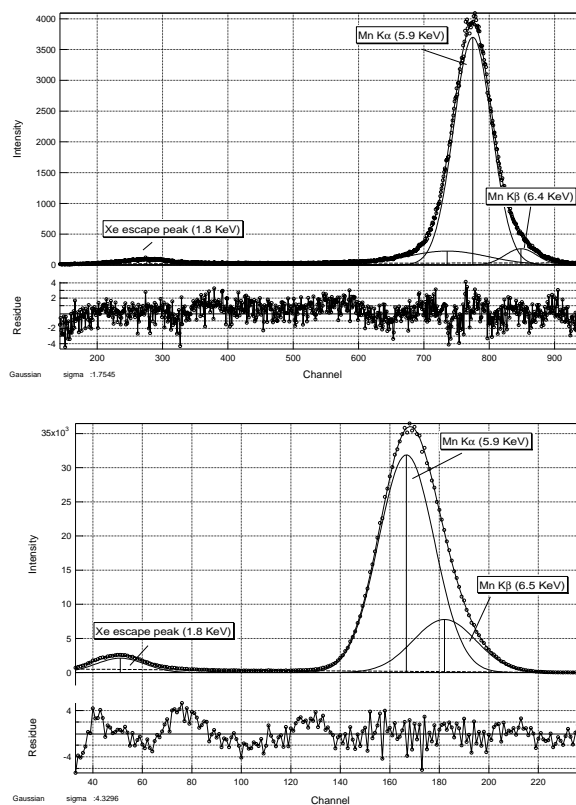 4000
Mn Kα (5.9 KeV)
3500
3000
2500
Intensity
2000
1500
Mn Kβ (6.4 KeV)
1000
Xe escape peak (1.8 KeV)
500
0
4
2
Residue
-2
-4
200 300 400 500 600 700 800 900
Gaussian sigma :1.7545
Channel
35x10³
Mn Kα (5.9 KeV)
30
25
Intensity
20
15
Mn Kβ (6.5 KeV)
10
Xe escape peak (1.8 KeV)
5
0
4
Residue
-4
40 60 80 100 120 140 160 180 200 220
Gaussian sigma :4.3296
Channel